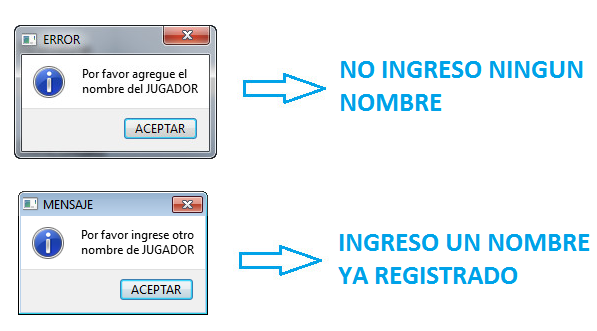 ERROR
Por favor agregue el
nombre del JUGADOR
ACEPTAR
NO INGRESO NINGUN
NOMBRE
MENSAJE
Por favor ingrese otro
nombre de JUGADOR
ACEPTAR
INGRESO UN NOMBRE
YA REGISTRADO